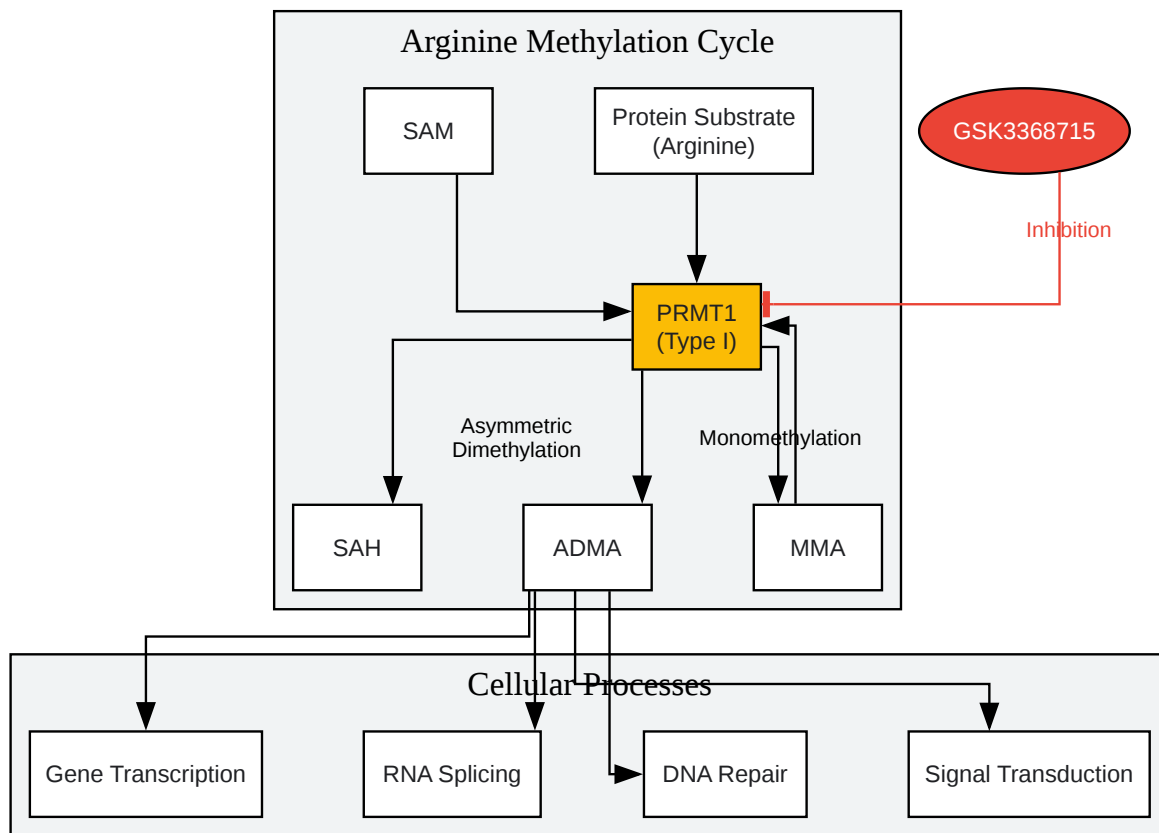 Arginine Methylation Cycle
SAM
Protein Substrate
(Arginine)
GSK3368715
Inhibition
PRMT1
(Type I)
Asymmetric
Dimethylation
Monomethylation
SAH
ADMA
MMA
Cellular Processes
Gene Transcription
RNA Splicing
DNA Repair
Signal Transduction